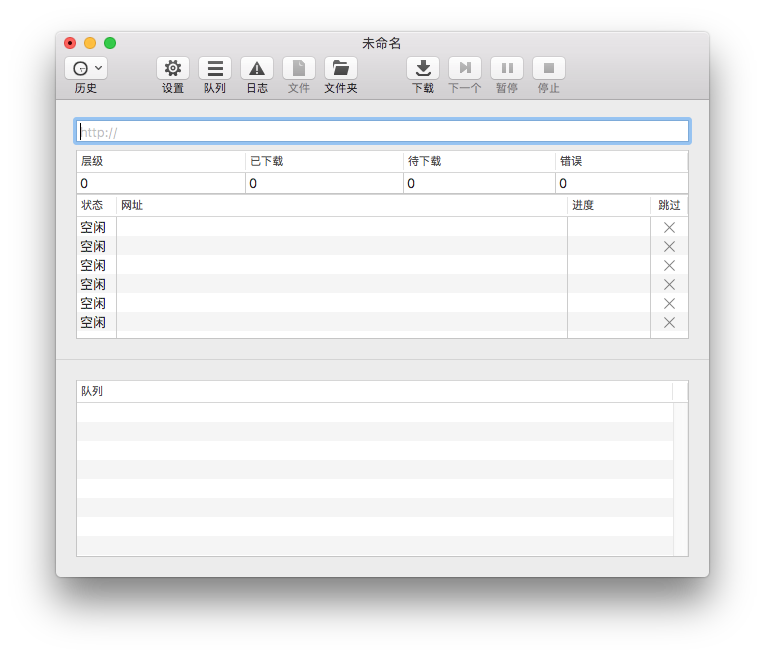 未命名
历史 设置 队列 日志 文件 文件夹 下载 下一个 暂停 停止
http://
层级 已下载 待下载 错误
0 0 0 0
状态 网址 进度 跳过
空闲
空闲
空闲
空闲
空闲
空闲
队列